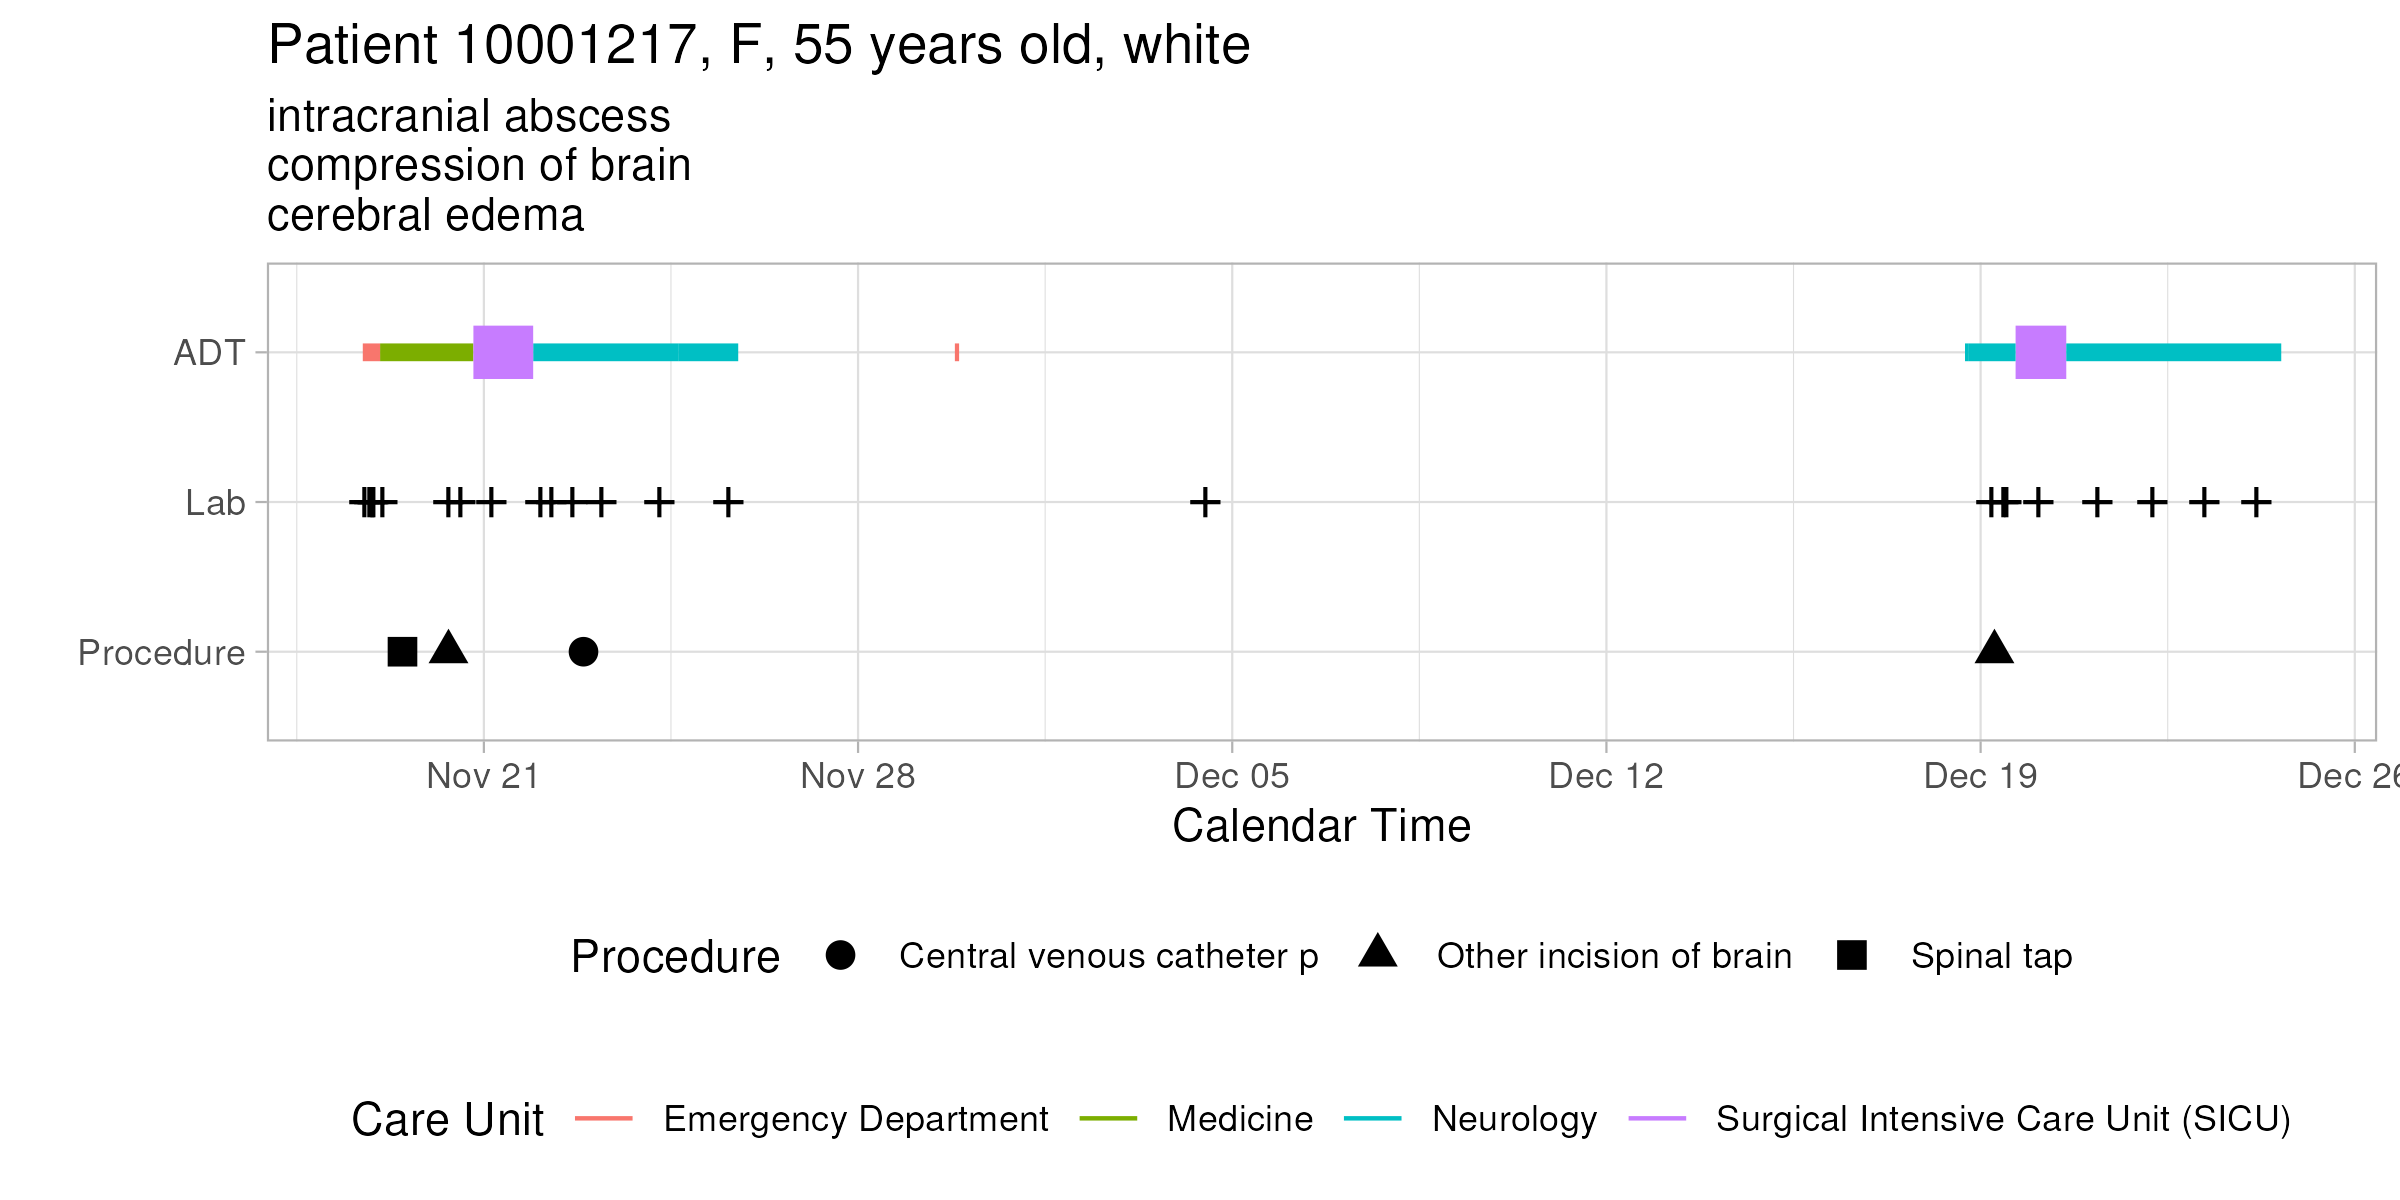 Patient 10001217, F, 55 years old, white
intracranial abscess
compression of brain
cerebral edema
ADT
Lab
Procedure
Nov 21 Nov 28 Dec 05 Dec 12 Dec 19 Dec 26
Calendar Time
Procedure Central venous catheter p Other incision of brain Spinal tap
Care Unit Emergency Department Medicine Neurology Surgical Intensive Care Unit (SICU)